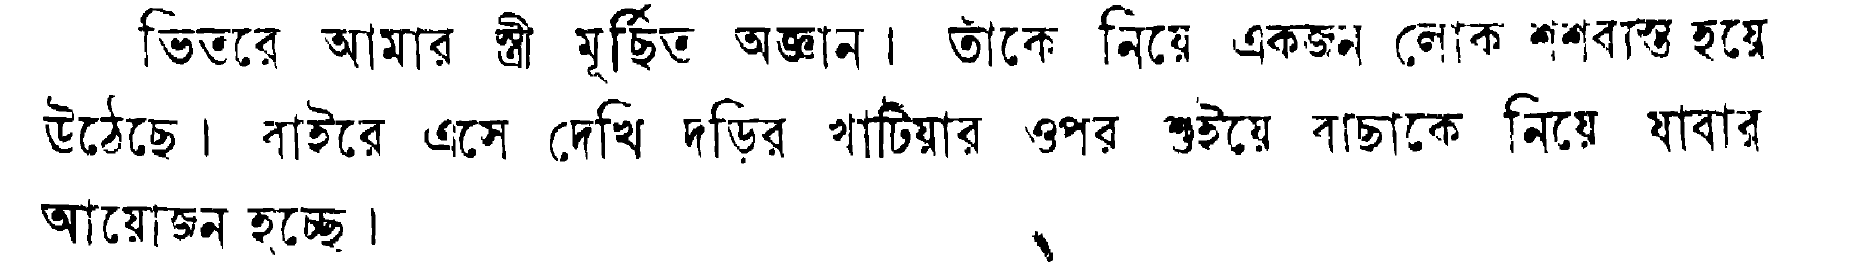 ভিতরে আমার স্ত্রী মূর্ছিত অজ্ঞান। তাঁকে নিয়ে একজন লোক শশব্যস্ত হয়ে
উঠেছে। বাইরে এসে দেখি দড়ির খাটিয়ার ওপর শুইয়ে বাছাকে নিয়ে যাবার
আয়োজন হচ্ছে।